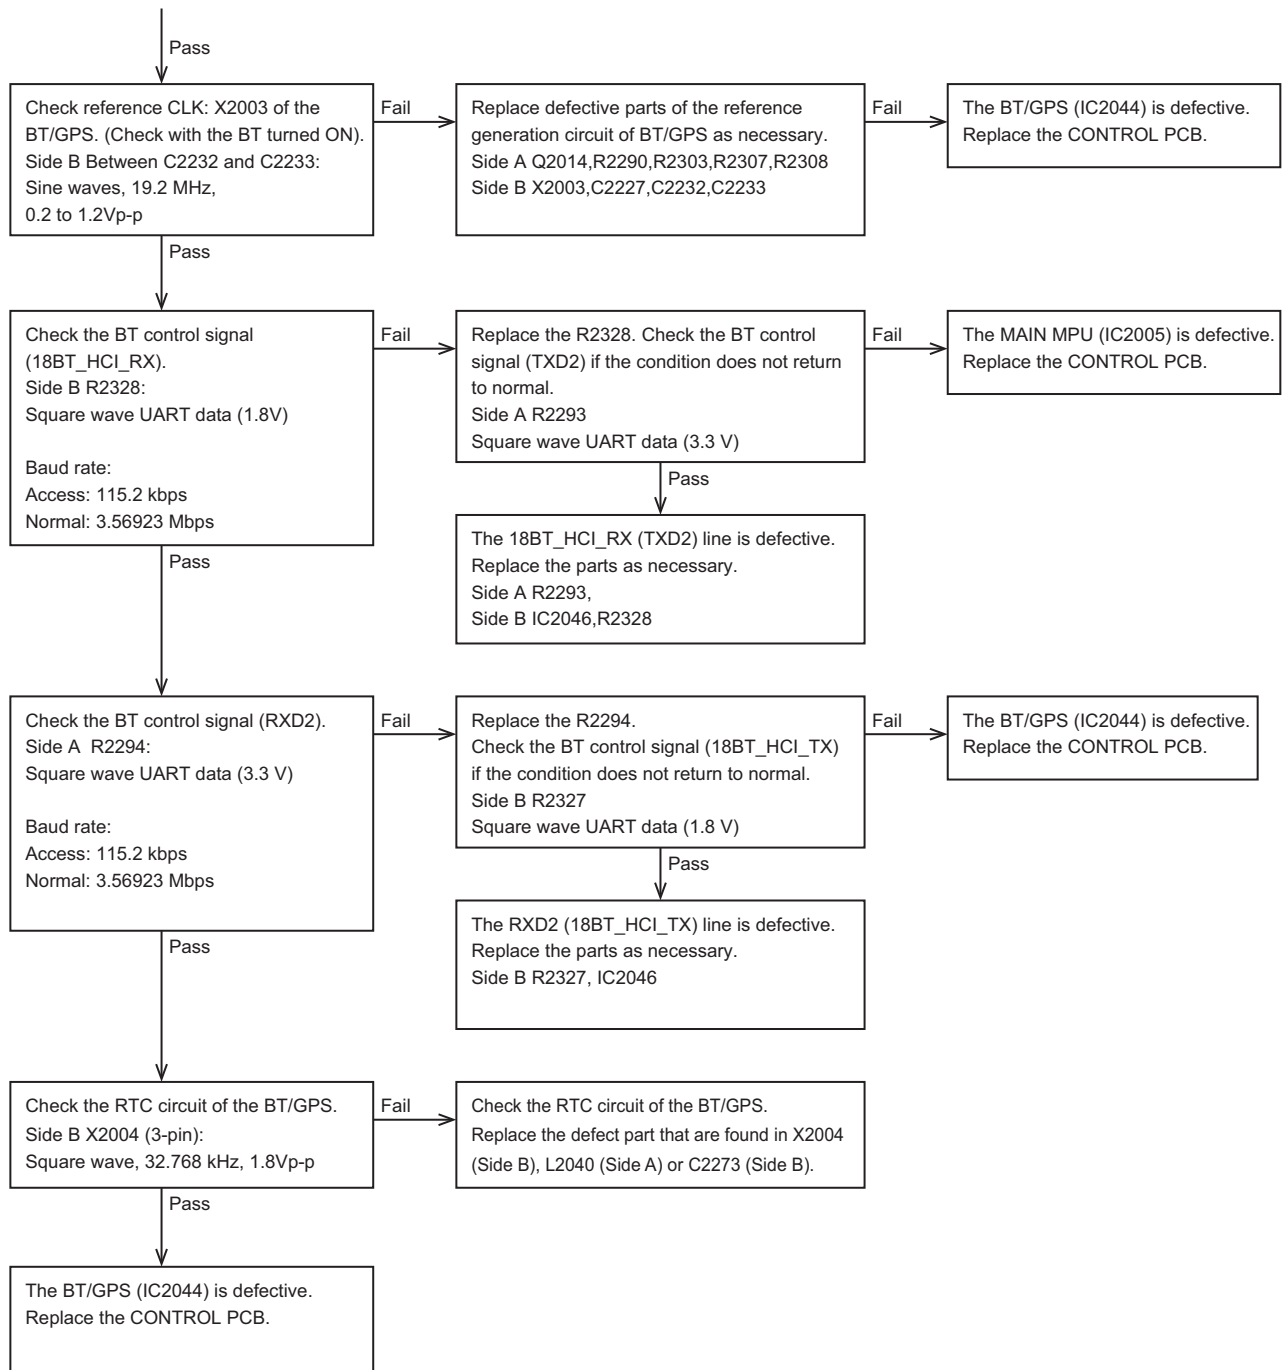 Pass
Check reference CLK: X2003 of the
BT/GPS. (Check with the BT turned ON).
Side B Between C2232 and C2233:
Sine waves, 19.2 MHz,
0.2 to 1.2Vp-p
Fail
Replace defective parts of the reference
generation circuit of BT/GPS as necessary.
Side A Q2014,R2290,R2303,R2307,R2308
Side B X2003,C2227,C2232,C2233
Fail
The BT/GPS (IC2044) is defective.
Replace the CONTROL PCB.
Pass
Check the BT control signal
(18BT_HCI_RX).
Side B R2328:
Square wave UART data (1.8V)
Baud rate:
Access: 115.2 kbps
Normal: 3.56923 Mbps
Fail
Replace the R2328. Check the BT control
signal (TXD2) if the condition does not return
to normal.
Side A R2293
Square wave UART data (3.3 V)
Fail
The MAIN MPU (IC2005) is defective.
Replace the CONTROL PCB.
Pass
The 18BT_HCI_RX (TXD2) line is defective.
Replace the parts as necessary.
Side A R2293,
Side B IC2046,R2328
Pass
Check the BT control signal (RXD2).
Side A  R2294:
Square wave UART data (3.3 V)
Baud rate:
Access: 115.2 kbps
Normal: 3.56923 Mbps
Fail
Replace the R2294.
Check the BT control signal (18BT_HCI_TX)
if the condition does not return to normal.
Side B R2327
Square wave UART data (1.8 V)
Fail
The BT/GPS (IC2044) is defective.
Replace the CONTROL PCB.
Pass
The RXD2 (18BT_HCI_TX) line is defective.
Replace the parts as necessary.
Side B R2327, IC2046
Pass
Check the RTC circuit of the BT/GPS.
Side B X2004 (3-pin):
Square wave, 32.768 kHz, 1.8Vp-p
Fail
Check the RTC circuit of the BT/GPS.
Replace the defect part that are found in X2004
(Side B), L2040 (Side A) or C2273 (Side B).
Pass
The BT/GPS (IC2044) is defective.
Replace the CONTROL PCB.